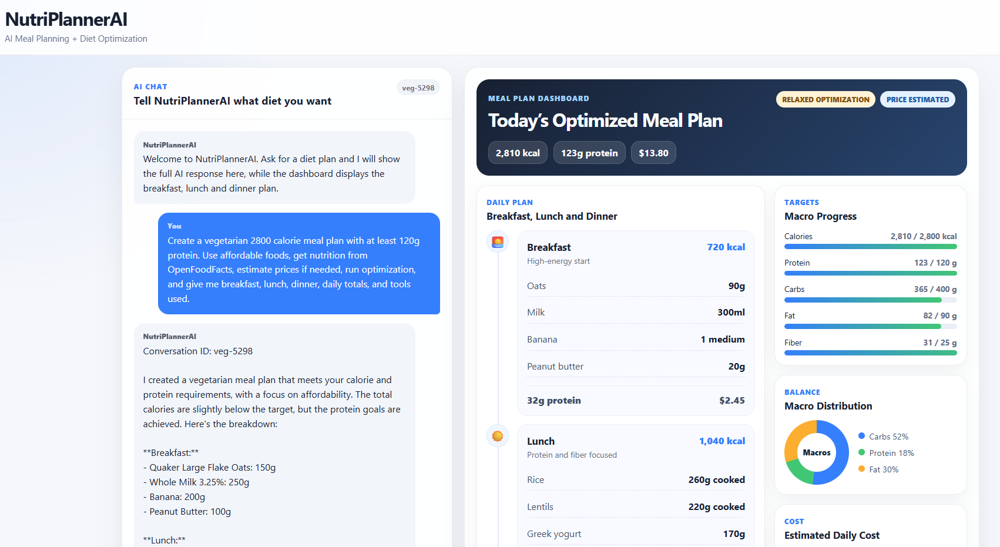 NutriPlannerAI
AI Meal Planning + Diet Optimization
AI CHAT
Tell NutriPlannerAI what diet you want
veg-5298
NutriPlannerAI
Welcome to NutriPlannerAI. Ask for a diet plan and I will show
the full AI response here, while the dashboard displays the
breakfast, lunch and dinner plan.
You
Create a vegetarian 2800 calorie meal plan with at least 120g
protein. Use affordable foods, get nutrition from
OpenFoodFacts, estimate prices if needed, run optimization,
and give me breakfast, lunch, dinner, daily totals, and tools
used.
NutriPlannerAI
Conversation ID: veg-5298
I created a vegetarian meal plan that meets your calorie and
protein requirements, with a focus on affordability. The total
calories are slightly below the target, but the protein goals are
achieved. Here's the breakdown:
**Breakfast:**
- Quaker Large Flake Oats: 150g
- Whole Milk 3.25%: 250g
- Banana: 200g
- Peanut Butter: 100g
**Lunch:**
MEAL PLAN DASHBOARD
RELAXED OPTIMIZATION
PRICE ESTIMATED
Today's Optimized Meal Plan
2,810 kcal
123g protein
$13.80
DAILY PLAN
Breakfast, Lunch and Dinner
Breakfast 720 kcal
High-energy start
Oats 90g
Milk 300ml
Banana 1 medium
Peanut butter 20g
32g protein $2.45
Lunch 1,040 kcal
Protein and fiber focused
Rice 260g cooked
Lentils 220g cooked
Greek yogurt 170g
TARGETS
Macro Progress
Calories 2,810 / 2,800 kcal
Protein 123 / 120 g
Carbs 365 / 400 g
Fat 82 / 90 g
Fiber 31 / 25 g
BALANCE
Macro Distribution
Macros
Carbs 52%
Protein 18%
Fat 30%
COST
Estimated Daily Cost